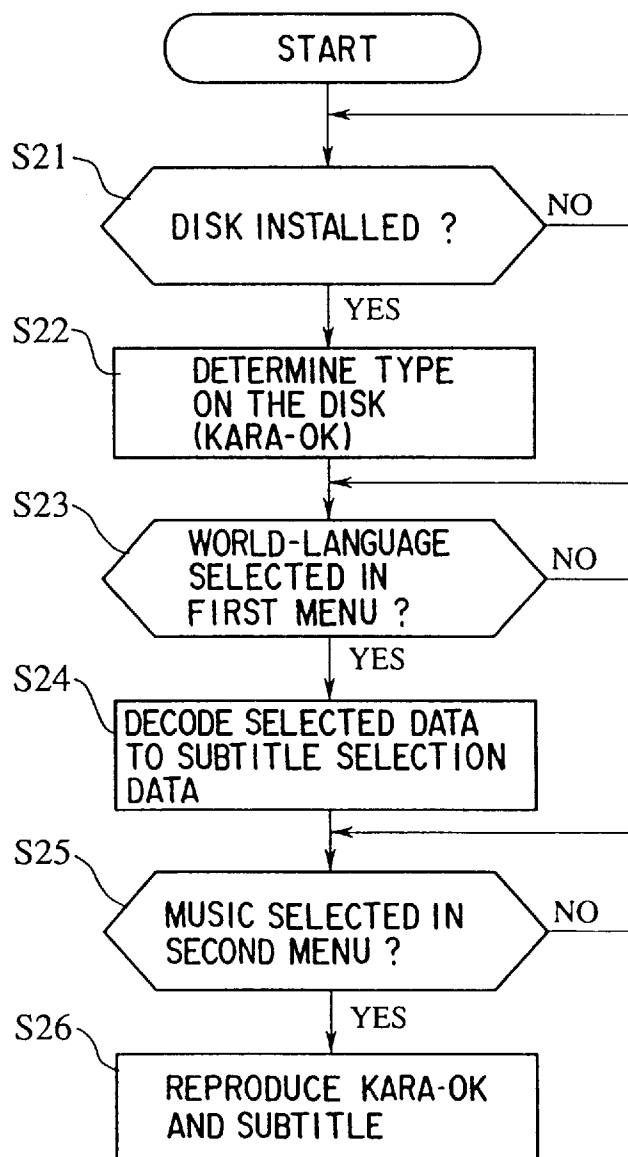 START
S21
DISK INSTALLED ?
NO
YES
S22
DETERMINE TYPE
ON THE DISK
(KARA-OK)
S23
WORLD-LANGUAGE
SELECTED IN
FIRST MENU ?
NO
YES
S24
DECODE SELECTED DATA
TO SUBTITLE SELECTION
DATA
S25
MUSIC SELECTED IN
SECOND MENU ?
NO
YES
S26
REPRODUCE KARA-OK
AND SUBTITLE